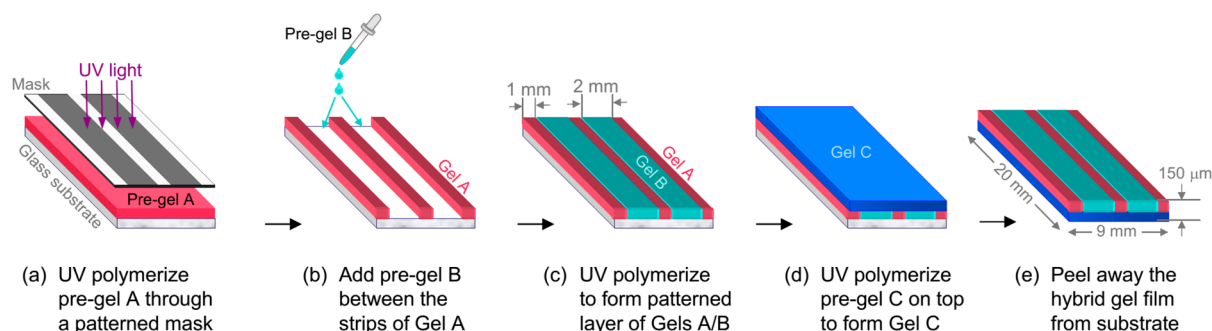 Mask
UV light
Pre-gel A
Glass substrate
(a) UV polymerize
pre-gel A through
a patterned mask
Pre-gel B
Gel A
(b) Add pre-gel B
between the
strips of Gel A
1 mm
2 mm
Gel A
Gel B
(c) UV polymerize
to form patterned
layer of Gels A/B
Gel C
(d) UV polymerize
pre-gel C on top
to form Gel C
150 μm
20 mm
9 mm
(e) Peel away the
hybrid gel film
from substrate